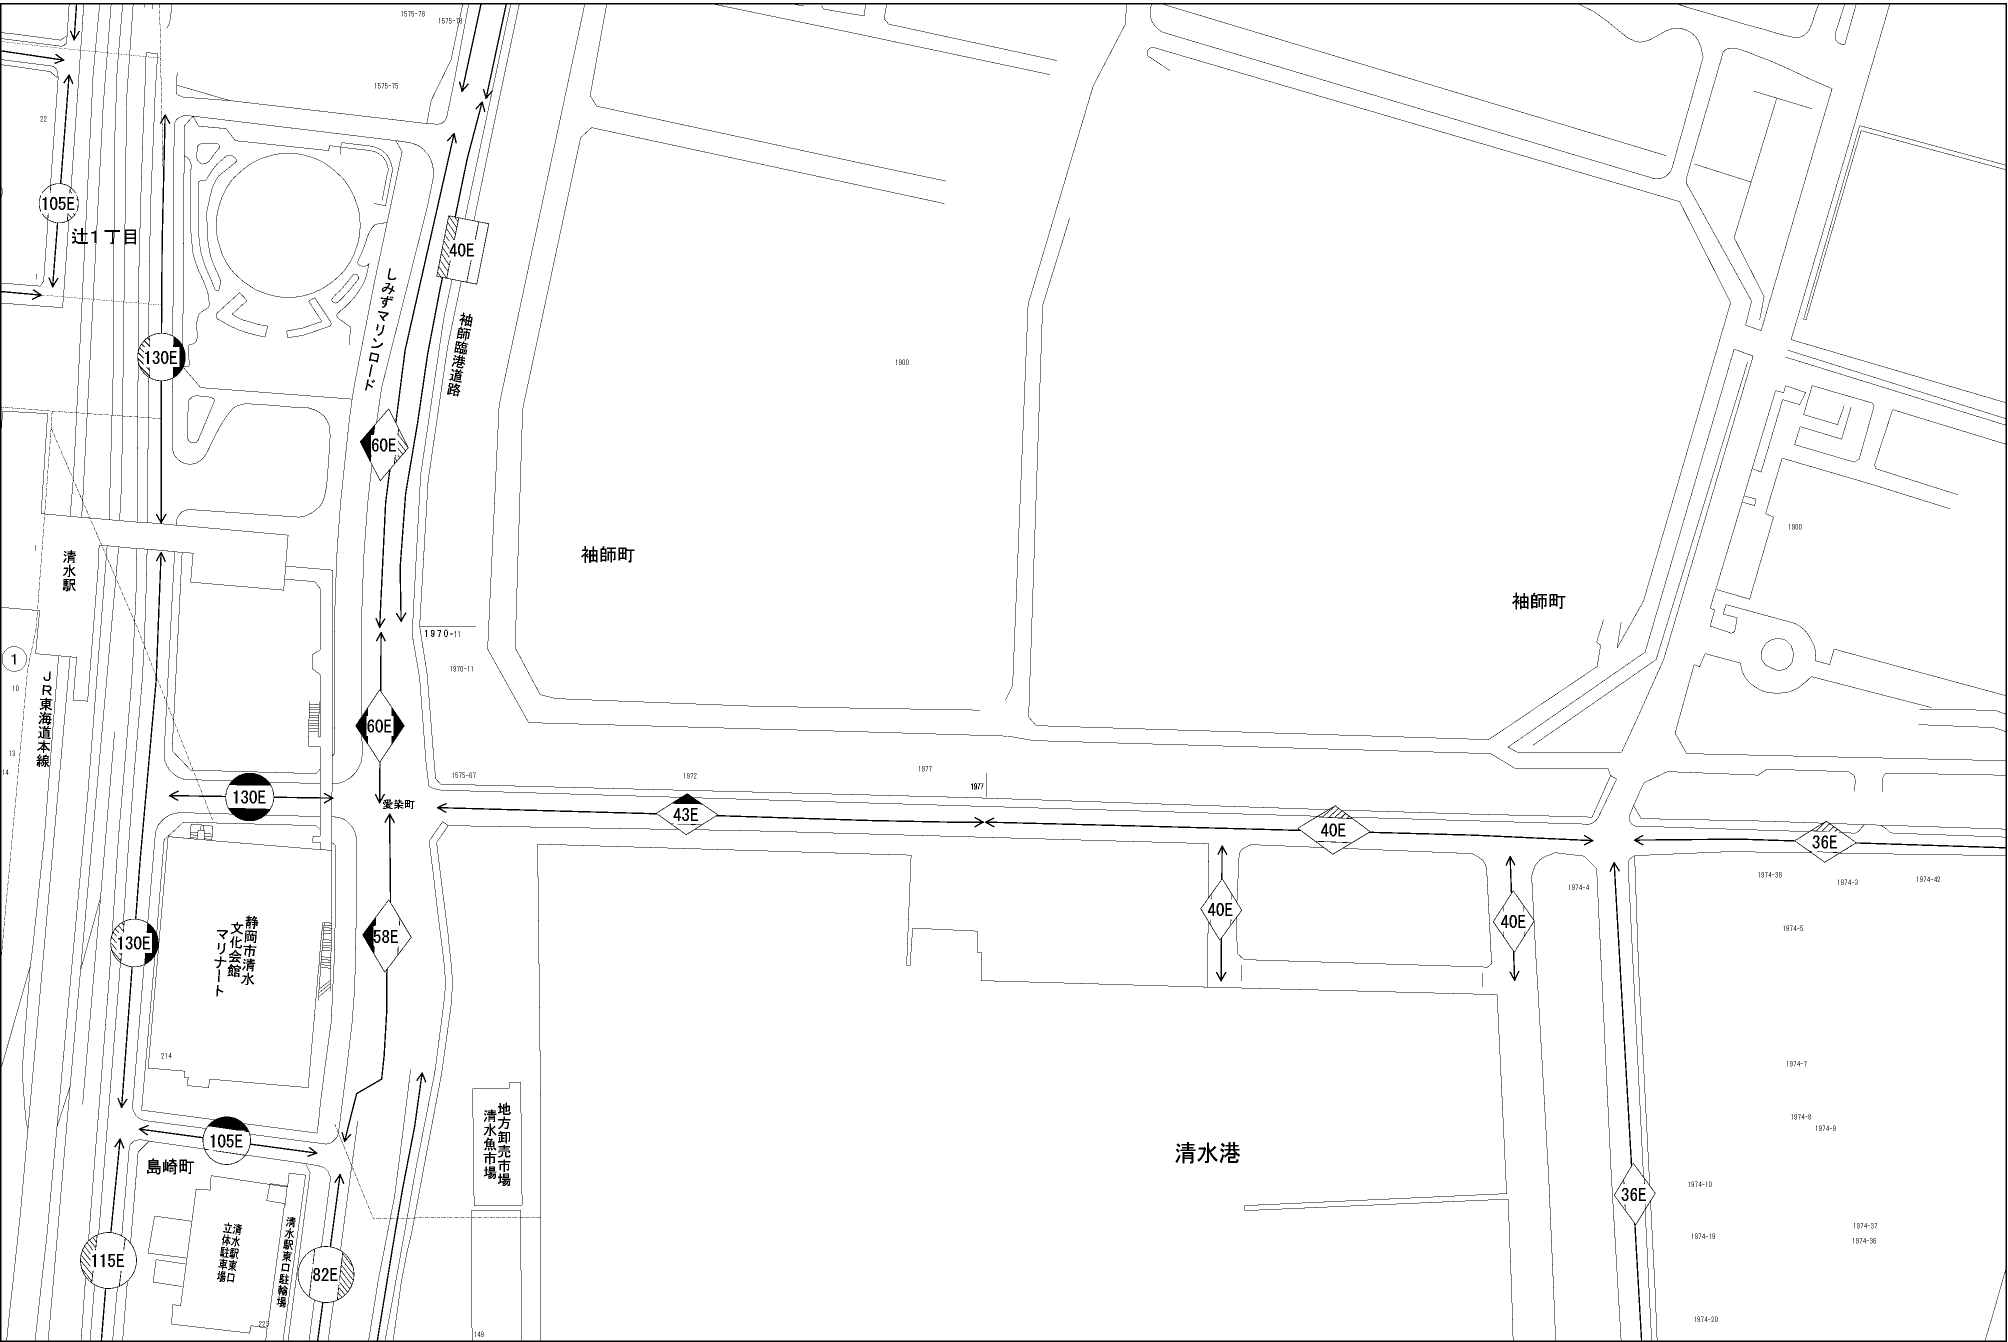 1575-76
1575-75
22
105E
辻1丁目
1
40E
しみずマリンロード
袖師臨港道路
130E
1900
60E
袖師町
1900
清水駅
1
袖師町
1970-11
1970-11
1
10
JR東海道本線
60E
13
14
130E
愛染町
1575-67
1972
1977
1977
43E
40E
36E
1974-38
1974-3
1974-42
1974-4
40E
40E
1974-5
58E
130E
静岡市清水
文化会館
マリナート
214
1974-7
地方卸売市場
清水魚市場
1974-8
1974-9
105E
島崎町
清水港
1974-10
36E
清水駅東口
立体駐車場
清水駅東口駐輪場
1974-37
1974-19
1974-36
115E
82E
1974-20
149